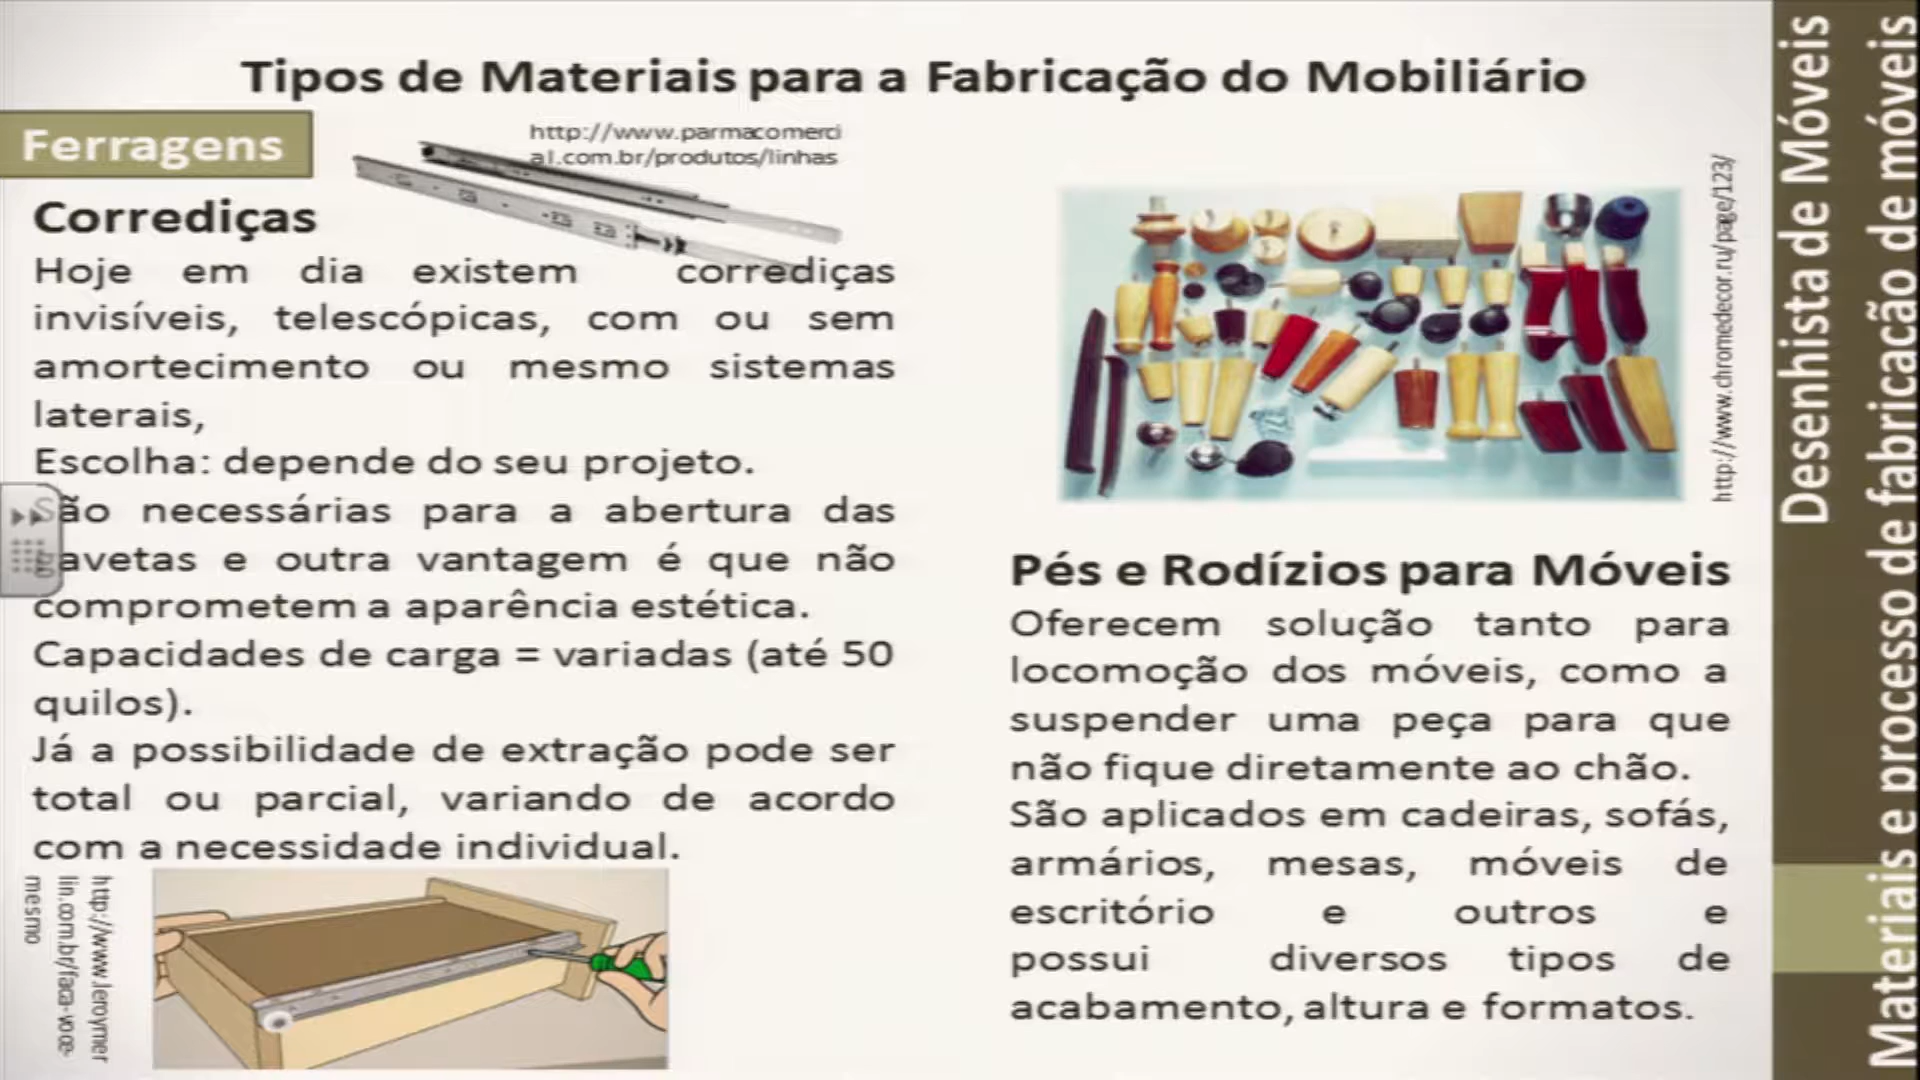 Tipos de Materiais para a Fabricação do Mobiliário
Ferragens
http://www.parmacomerci
al.com.br/produtos/linhas
Corrediças
Hoje em dia existem corrediças
invisíveis, telescópicas, com ou sem
amortecimento ou mesmo sistemas
laterais,
Escolha: depende do seu projeto.
São necessárias para a abertura das
gavetas e outra vantagem é que não
comprometem a aparência estética.
Capacidades de carga = variadas (até 50
quilos).
Já a possibilidade de extração pode ser
total ou parcial, variando de acordo
com a necessidade individual.
http://www.leroymer
lin.com.br/faca-voce-
mesmo
http://www.chromedecor.ru/page/123/
Pés e Rodízios para Móveis
Oferecem solução tanto para
locomoção dos móveis, como a
suspender uma peça para que
não fique diretamente ao chão.
São aplicados em cadeiras, sofás,
armários, mesas, móveis de
escritório e outros e
possui diversos tipos de
acabamento, altura e formatos.
Desenhista de Móveis
Materiais e processo de fabricação de móveis